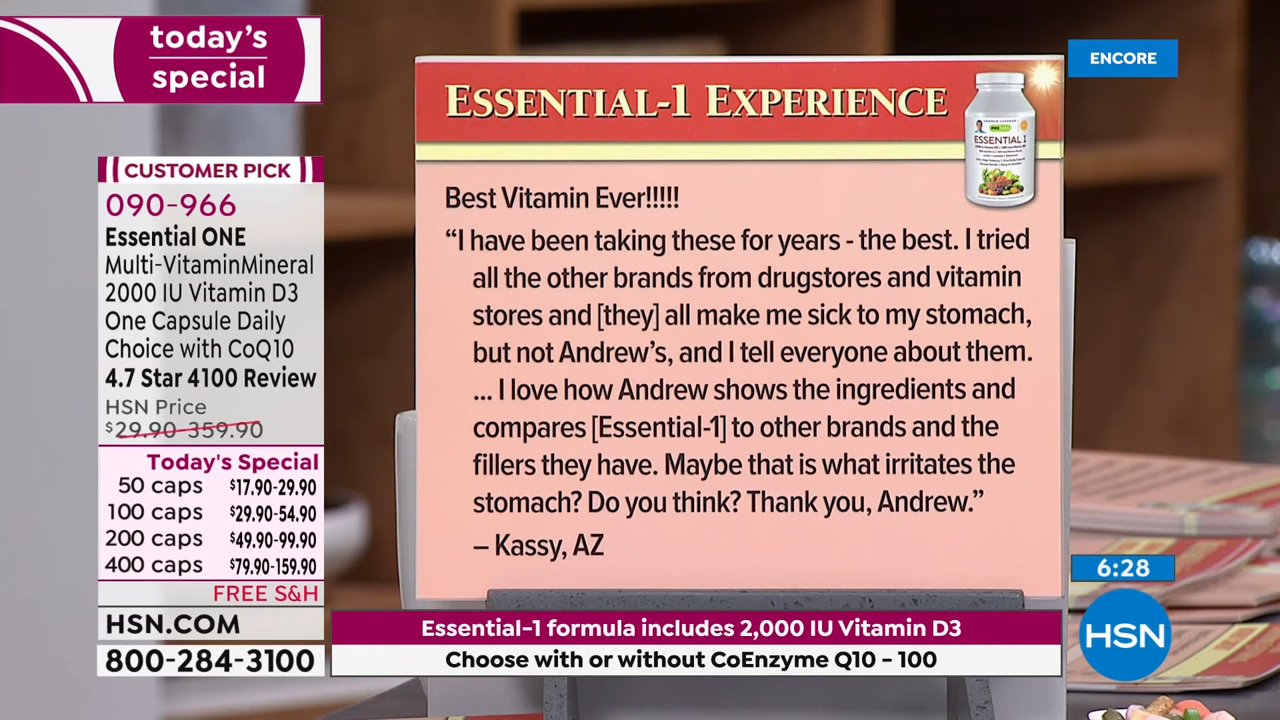 today's
special
ENCORE
ESSENTIAL-1 EXPERIENCE
ESSENTIAL 1
Best Vitamin Ever!!!!!
“I have been taking these for years - the best. I tried
all the other brands from drugstores and vitamin
stores and [they] all make me sick to my stomach,
but not Andrew’s, and I tell everyone about them.
... I love how Andrew shows the ingredients and
compares [Essential-1] to other brands and the
fillers they have. Maybe that is what irritates the
stomach? Do you think? Thank you, Andrew.”
– Kassy, AZ
CUSTOMER PICK
090-966
Essential ONE
Multi-VitaminMineral
2000 IU Vitamin D3
One Capsule Daily
Choice with CoQ10
4.7 Star 4100 Review
HSN Price
$29.90-359.90
Today's Special
50 caps $17.90-29.90
100 caps $29.90-54.90
200 caps $49.90-99.90
400 caps $79.90-159.90
FREE S&H
HSN.COM
800-284-3100
Essential-1 formula includes 2,000 IU Vitamin D3
Choose with or without CoEnzyme Q10 - 100
6:28
HSN